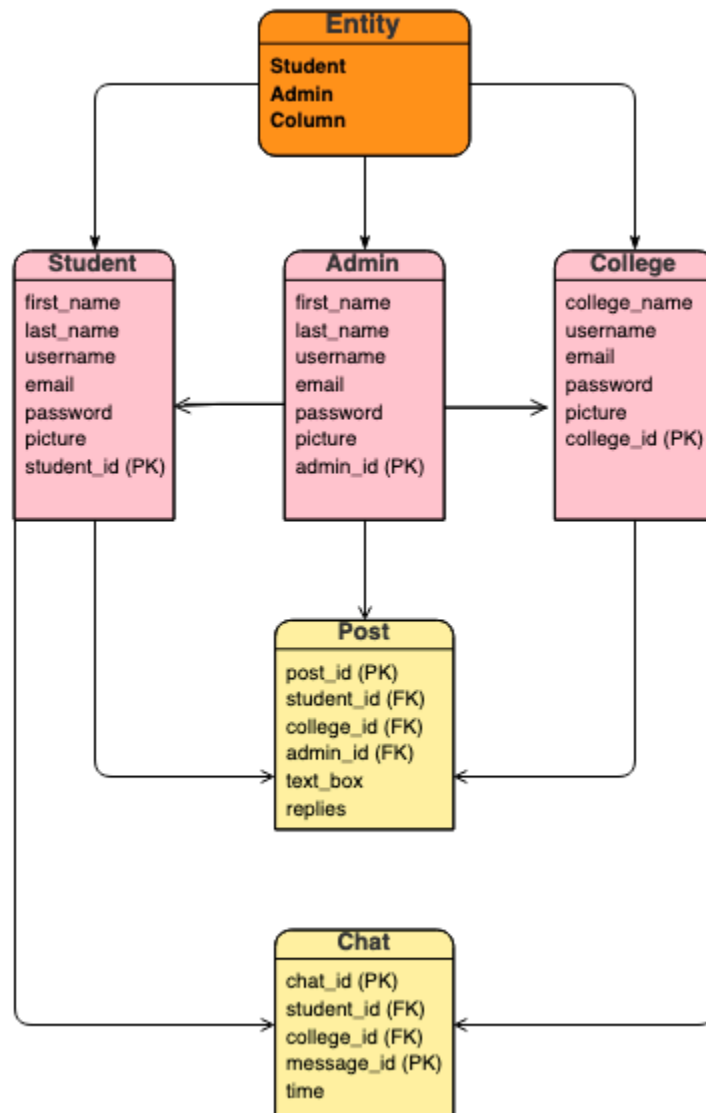 Entity
Student
Admin
Column
Student
first_name
last_name
username
email
password
picture
student_id (PK)
Admin
first_name
last_name
username
email
password
picture
admin_id (PK)
College
college_name
username
email
password
picture
college_id (PK)
Post
post_id (PK)
student_id (FK)
college_id (FK)
admin_id (FK)
text_box
replies
Chat
chat_id (PK)
student_id (FK)
college_id (FK)
message_id (PK)
time